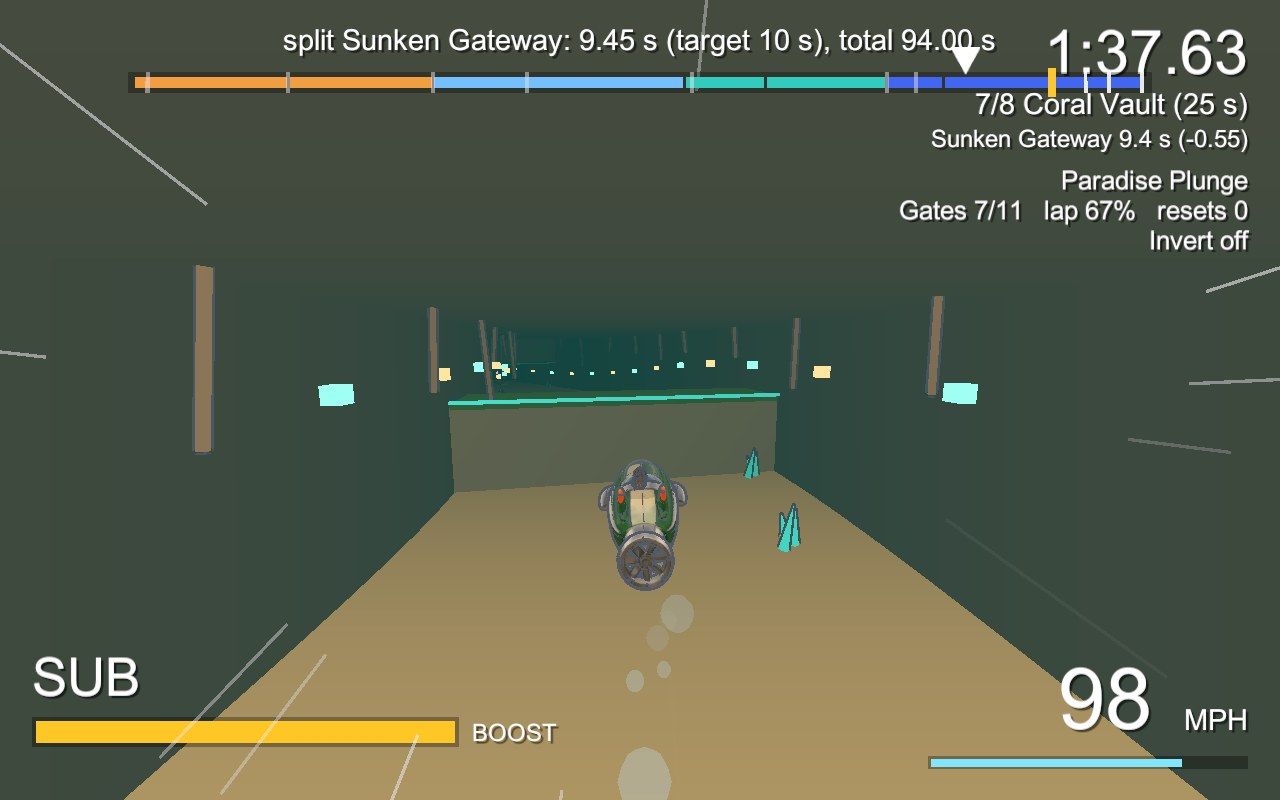 split Sunken Gateway: 9.45 s (target 10 s), total 94.00 s
1:37.63
7/8 Coral Vault (25 s)
Sunken Gateway 9.4 s (-0.55)
Paradise Plunge
Gates 7/11 lap 67% resets 0
Invert off
SUB
BOOST
98 MPH